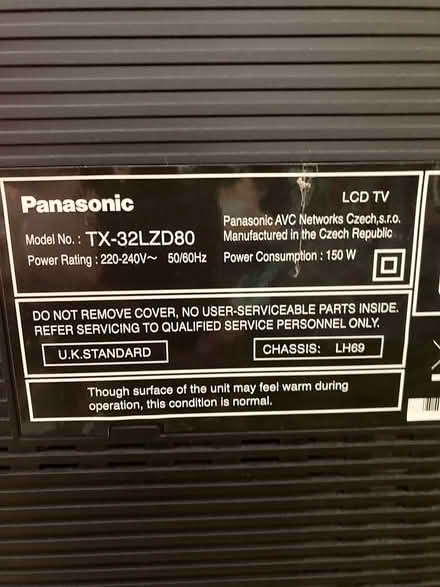 Panasonic
LCD TV
Model No. : TX-32LZD80
Power Rating : 220-240V~ 50/60Hz
Panasonic AVC Networks Czech,s.r.o.
Manufactured in the Czech Republic
Power Consumption : 150 W
DO NOT REMOVE COVER, NO USER-SERVICEABLE PARTS INSIDE.
REFER SERVICING TO QUALIFIED SERVICE PERSONNEL ONLY.
U.K.STANDARD
CHASSIS: LH69
Though surface of the unit may feel warm during
operation, this condition is normal.